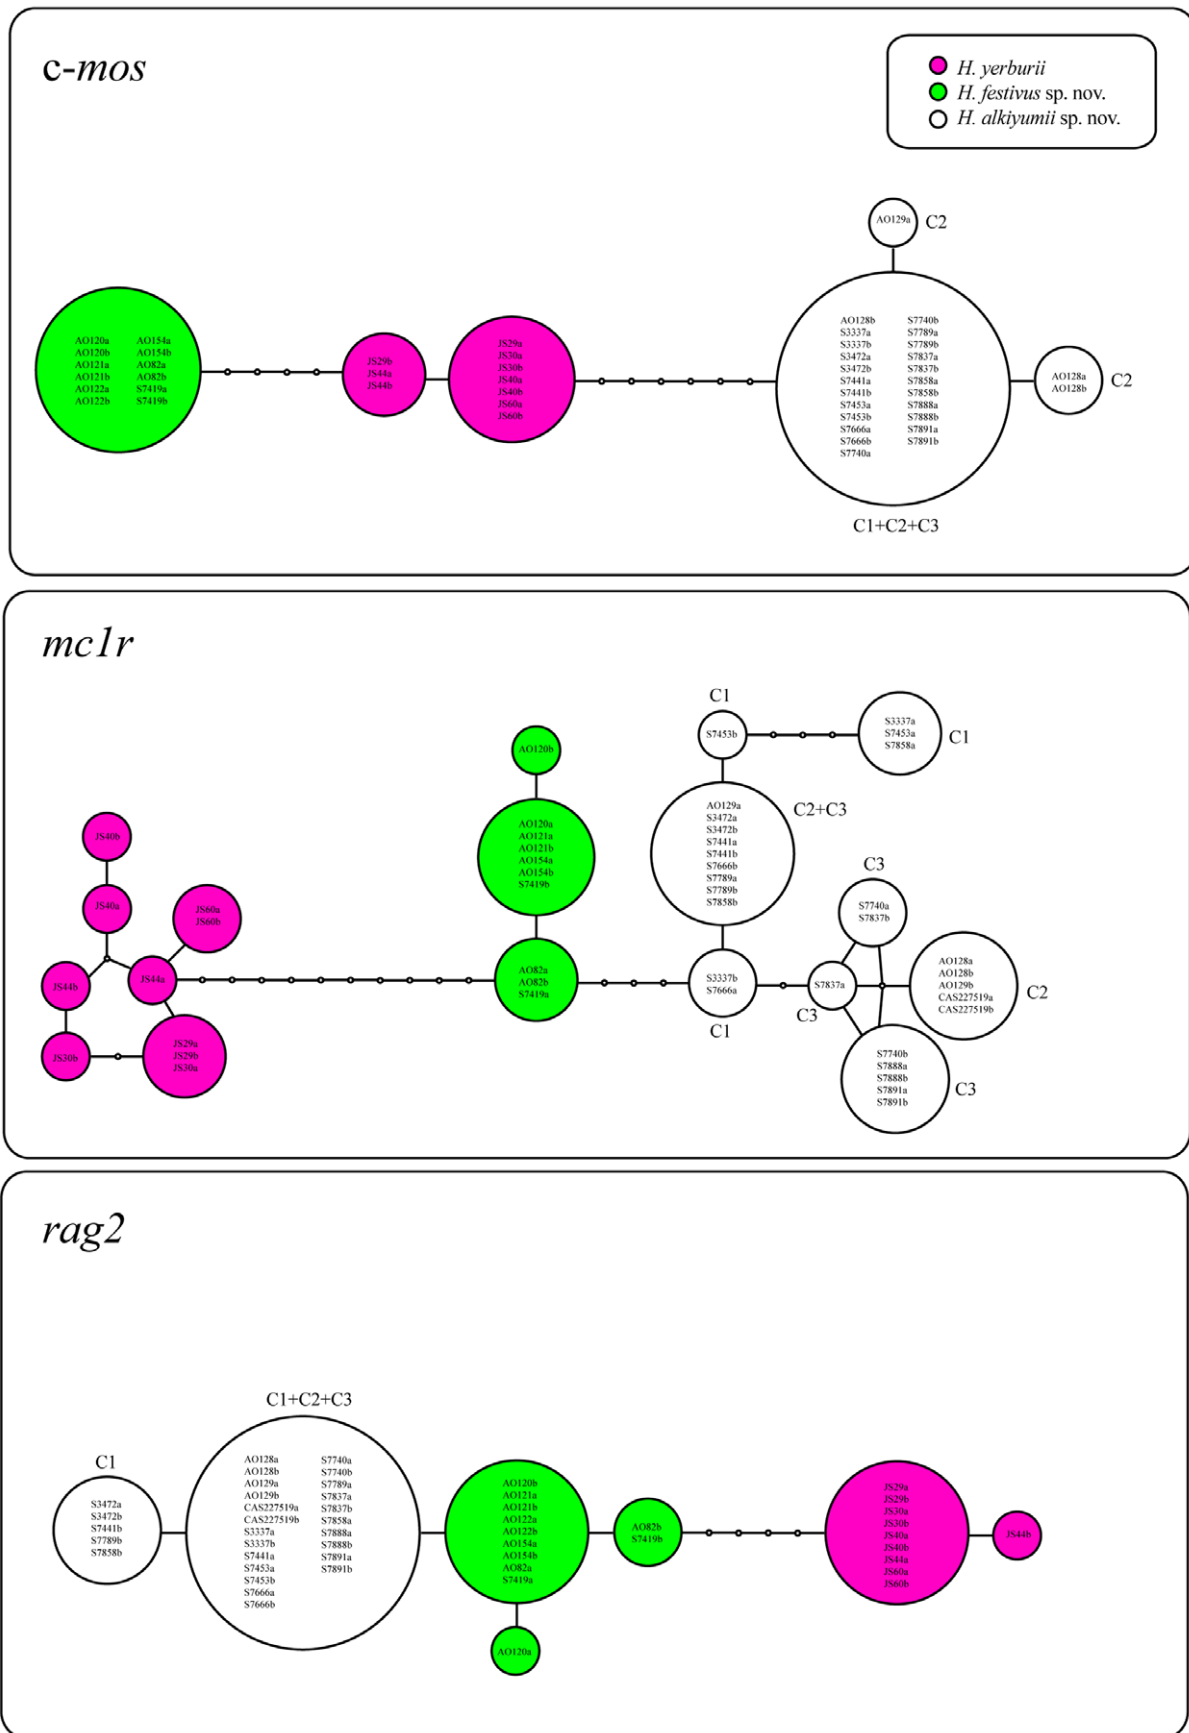 c-mos
H. yerburii
H. festivus sp. nov.
H. alkiyumii sp. nov.
AO129a
C2
AO120a
AO120b
AO121a
AO121b
AO122a
AO122b
AO154a
AO154b
AO82a
AO82b
S7419a
S7419b
JS29b
JS44a
JS44b
JS29a
JS30a
JS30b
JS40a
JS40b
JS60a
JS60b
AO128b
S3337a
S3337b
S3472a
S3472b
S7441a
S7441b
S7453a
S7453b
S7666a
S7666b
S7740a
S7740b
S7789a
S7789b
S7837a
S7837b
S7858a
S7858b
S7888a
S7888b
S7891a
S7891b
AO128a
AO128b
C2
C1+C2+C3
mc1r
JS40b
JS40a
JS60a
JS60b
JS44b
JS44a
JS30b
JS29a
JS29b
JS30a
AO120b
AO120a
AO121a
AO121b
AO154a
AO154b
S7419b
AO82a
AO82b
S7419a
C1
S7453b
S3337a
S7453a
S7858a
C1
AO129a
S3472a
S3472b
S7441a
S7441b
S7666b
S7789a
S7789b
S7858b
C2+C3
S3337b
S7666a
C1
C3
S7740a
S7837b
S7837a
C3
AO128a
AO128b
AO129b
CAS227519a
CAS227519b
C2
S7740b
S7888a
S7888b
S7891a
S7891b
C3
rag2
C1
S3472a
S3472b
S7441b
S7789b
S7858b
C1+C2+C3
AO128a
AO128b
AO129a
AO129b
CAS227519a
CAS227519b
S3337a
S3337b
S7441a
S7453a
S7453b
S7666a
S7666b
S7740a
S7740b
S7789a
S7837a
S7837b
S7858a
S7888a
S7888b
S7891a
S7891b
AO120b
AO121a
AO121b
AO122a
AO122b
AO154a
AO154b
AO82a
S7419a
AO120a
AO82b
S7419b
JS29a
JS29b
JS30a
JS30b
JS40a
JS40b
JS44a
JS60a
JS60b
JS44b